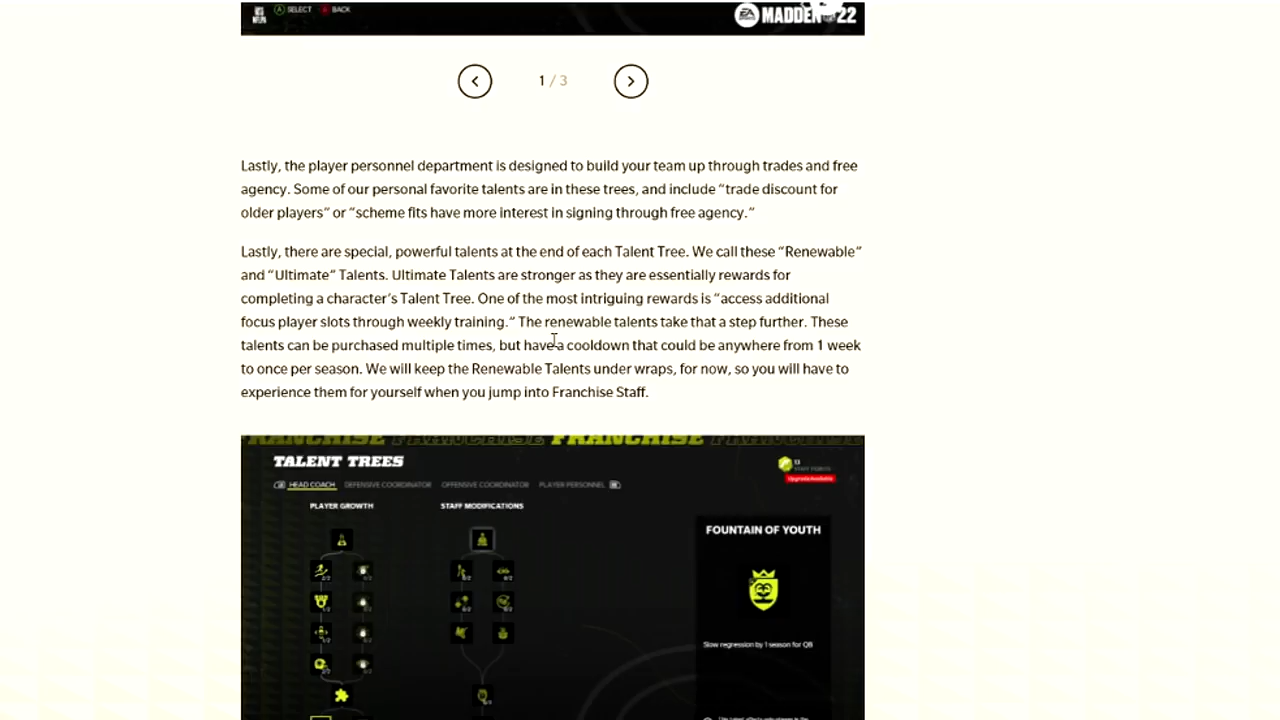 SELECT BACK
EA SPORTS MADDEN 22
1 / 3
Lastly, the player personnel department is designed to build your team up through trades and free
agency. Some of our personal favorite talents are in these trees, and include “trade discount for
older players” or “scheme fits have more interest in signing through free agency.”
Lastly, there are special, powerful talents at the end of each Talent Tree. We call these “Renewable”
and “Ultimate” Talents. Ultimate Talents are stronger as they are essentially rewards for
completing a character’s Talent Tree. One of the most intriguing rewards is “access additional
focus player slots through weekly training.” The renewable talents take that a step further. These
talents can be purchased multiple times, but have a cooldown that could be anywhere from 1 week
to once per season. We will keep the Renewable Talents under wraps, for now, so you will have to
experience them for yourself when you jump into Franchise Staff.
RANCHISE FRANCHISE FRANCHISE FRANCHISE
TALENT TREES
13
STAFF POINTS
Upgrade Available
HEAD COACH DEFENSIVE COORDINATOR OFFENSIVE COORDINATOR PLAYER PERSONNEL
PLAYER GROWTH STAFF MODIFICATIONS
FOUNTAIN OF YOUTH
Slow regression by 1 season for QB